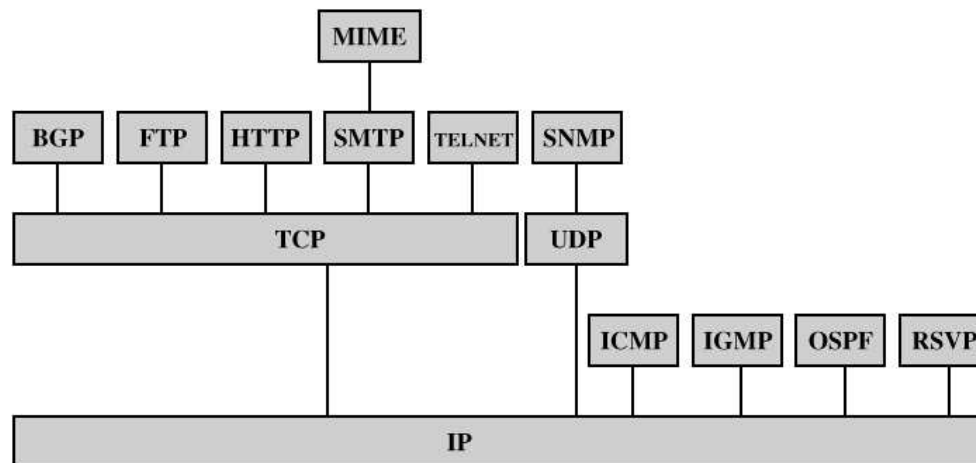 MIME
BGP FTP HTTP SMTP TELNET SNMP
TCP UDP
ICMP IGMP OSPF RSVP
IP